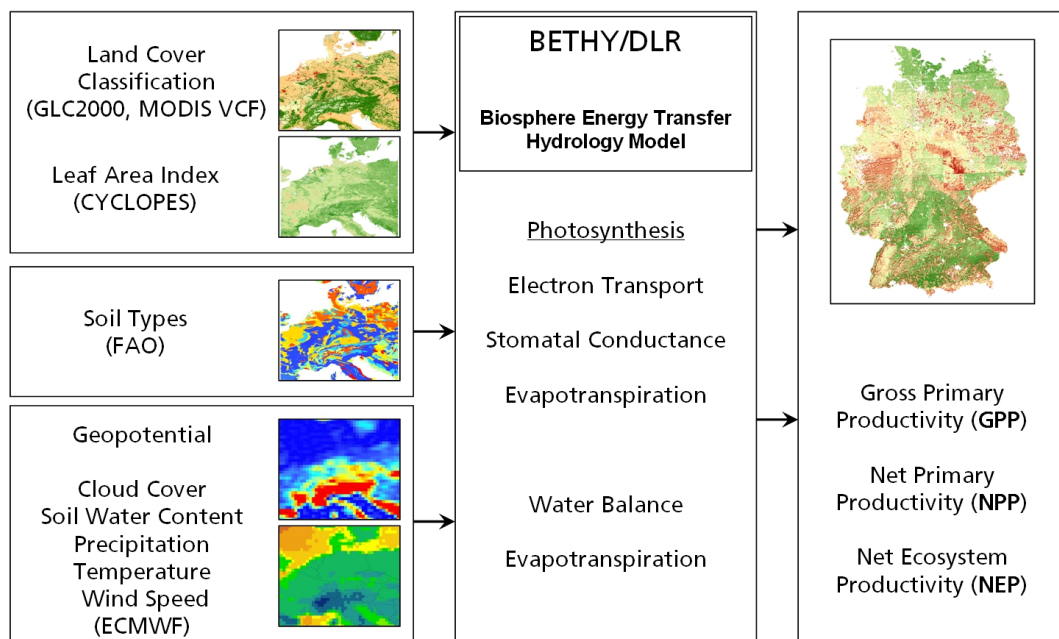 Land Cover
Classification
(GLC2000, MODIS VCF)
Leaf Area Index
(CYCLOPES)
Soil Types
(FAO)
Geopotential
Cloud Cover
Soil Water Content
Precipitation
Temperature
Wind Speed
(ECMWF)
BETHY/DLR
Biosphere Energy Transfer
Hydrology Model
Photosynthesis
Electron Transport
Stomatal Conductance
Evapotranspiration
Water Balance
Evapotranspiration
Gross Primary
Productivity (GPP)
Net Primary
Productivity (NPP)
Net Ecosystem
Productivity (NEP)